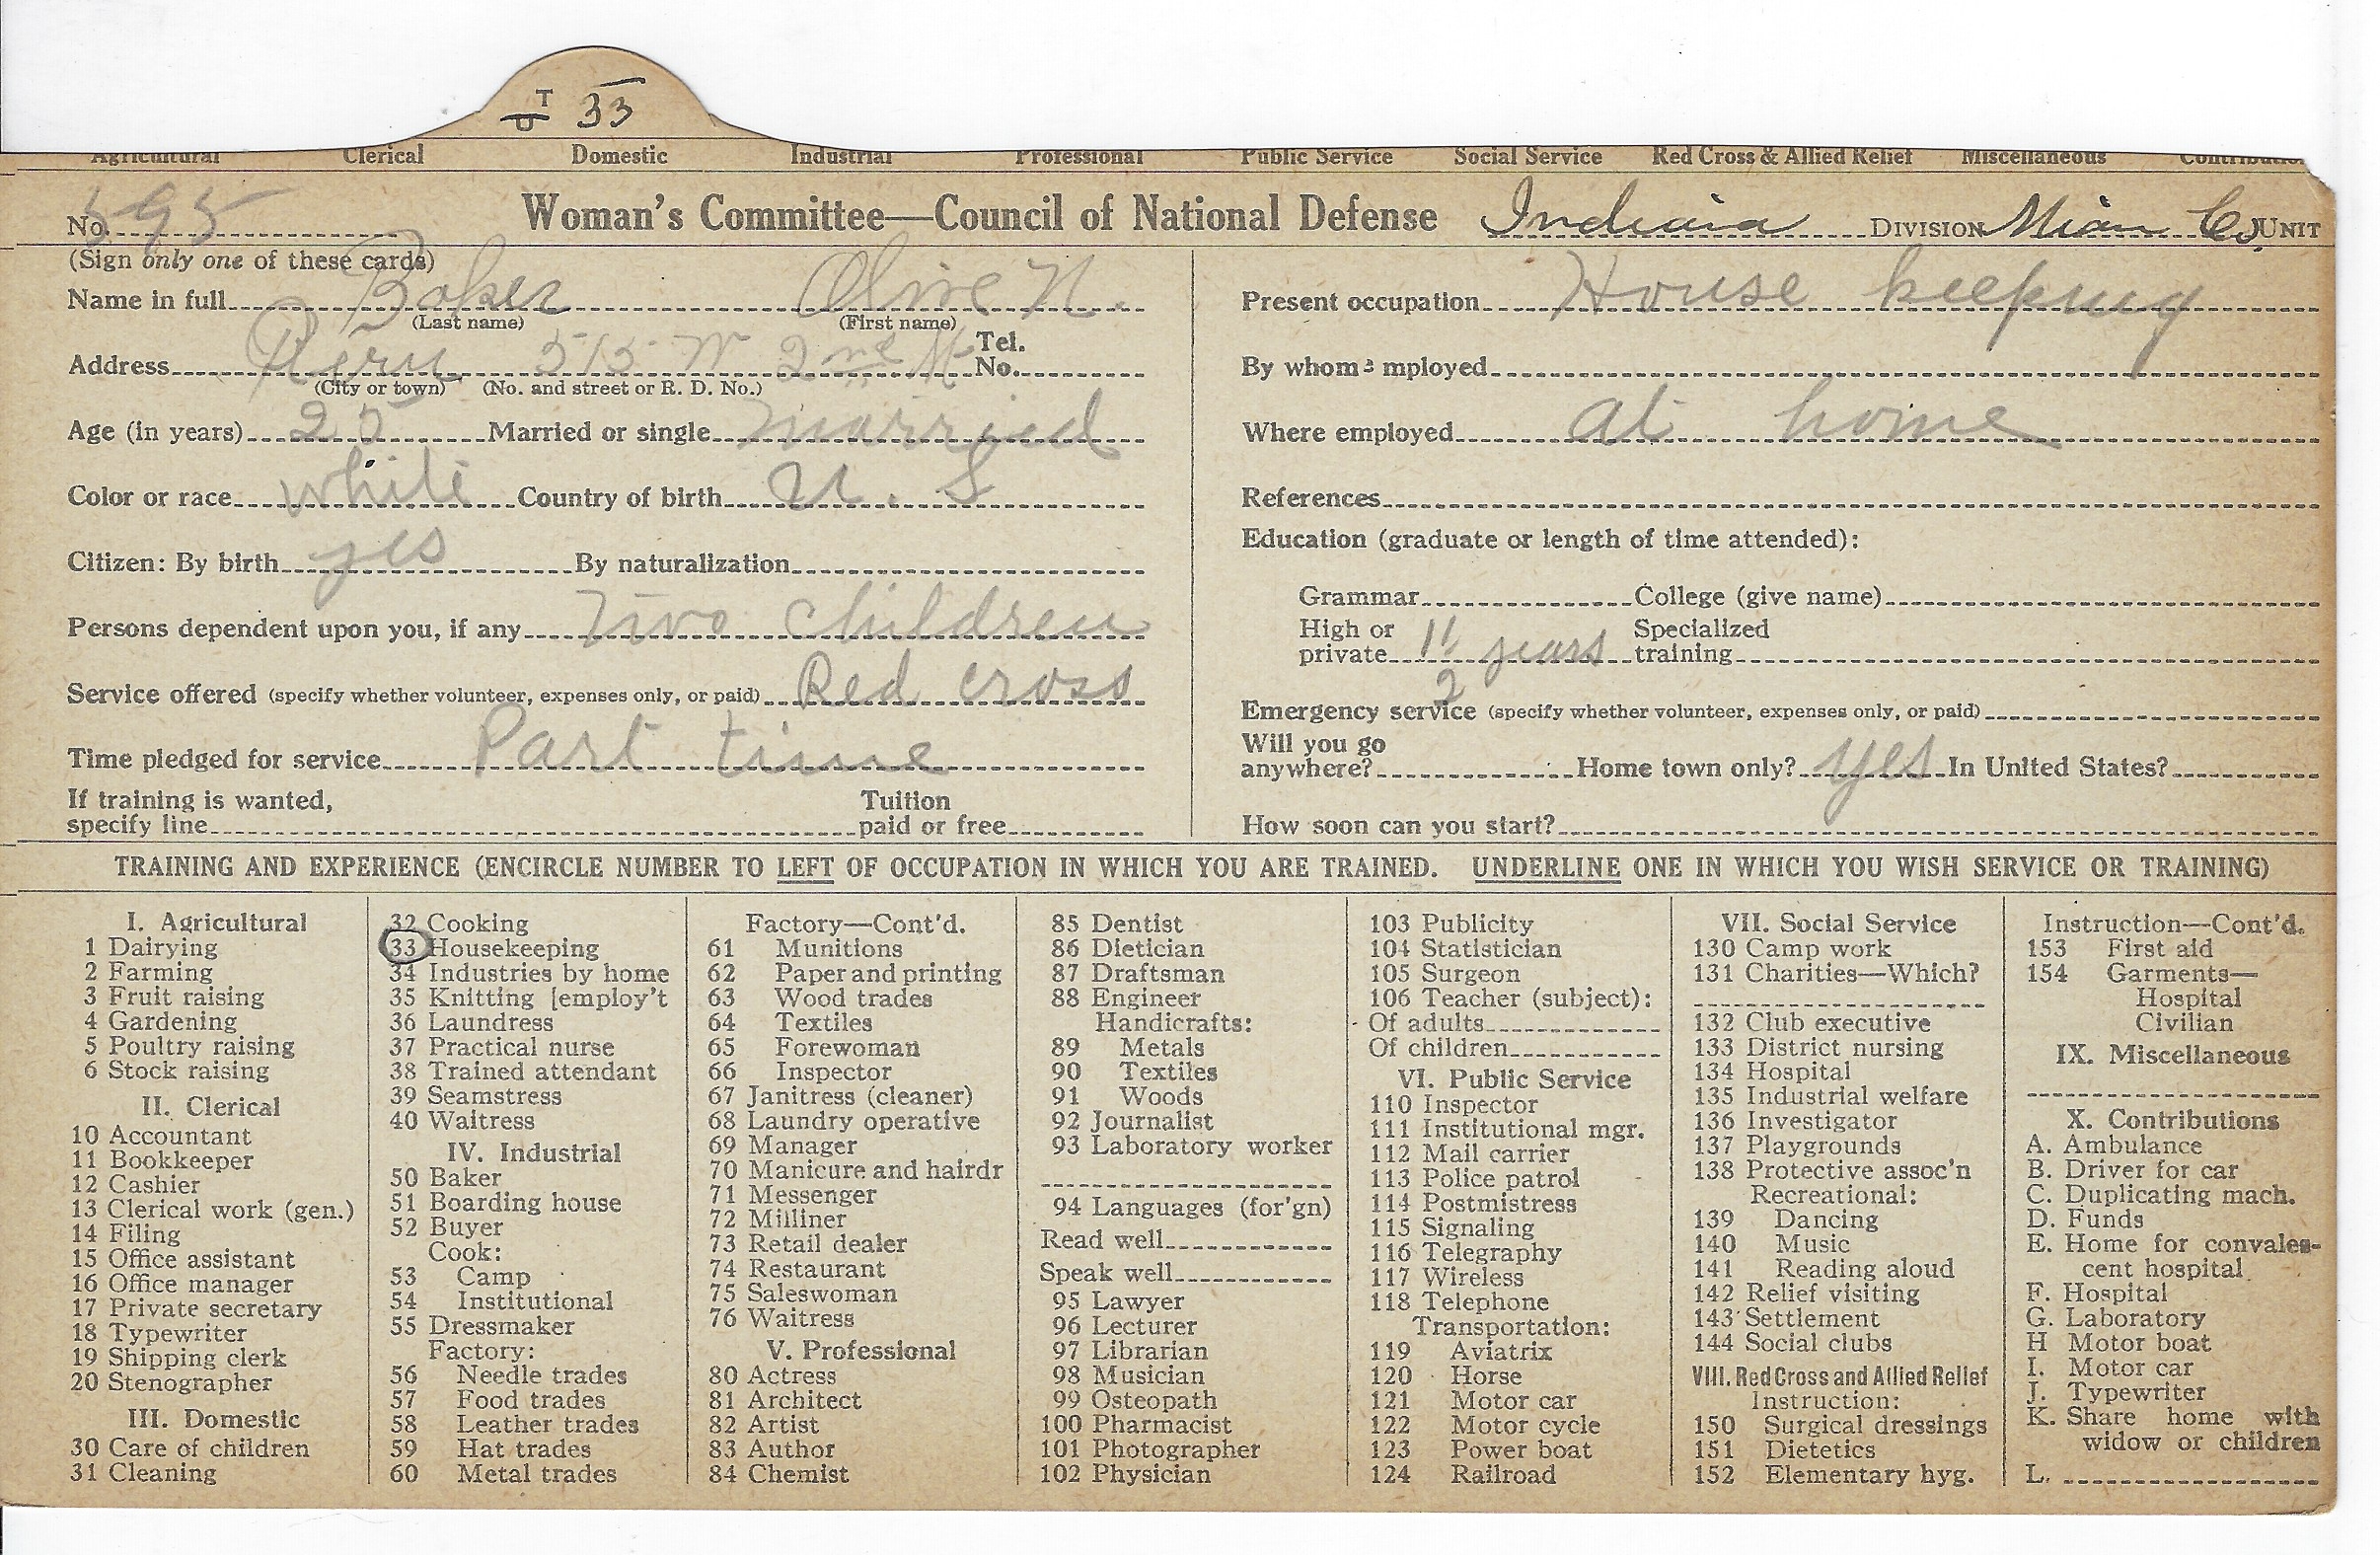 T 33
Agricultural Clerical Domestic Industrial Professional Public Service Social Service Red Cross & Allied Relief Miscellaneous Contributio
No. 595 Woman's Committee—Council of National Defense Indiana DIVISION Miami Co. UNIT
(Sign only one of these cards)
Name in full Baker Olive N.
(Last name) (First name)
Address Peru 515 W 2nd St Tel. No.
(City or town) (No. and street or R. D. No.)
Age (in years) 25 Married or single married
Color or race white Country of birth U. S
Citizen: By birth yes By naturalization
Persons dependent upon you, if any Two children
Service offered (specify whether volunteer, expenses only, or paid) Red cross
Time pledged for service Part time
If training is wanted,
specify line Tuition paid or free
Present occupation House keeping
By whom employed
Where employed at home
References
Education (graduate or length of time attended):
Grammar College (give name)
High or private 1 1/2 years Specialized training
Emergency service (specify whether volunteer, expenses only, or paid)
Will you go anywhere? Home town only? yes In United States?
How soon can you start?
TRAINING AND EXPERIENCE (ENCIRCLE NUMBER TO LEFT OF OCCUPATION IN WHICH YOU ARE TRAINED. UNDERLINE ONE IN WHICH YOU WISH SERVICE OR TRAINING)
I. Agricultural
1 Dairying
2 Farming
3 Fruit raising
4 Gardening
5 Poultry raising
6 Stock raising
II. Clerical
10 Accountant
11 Bookkeeper
12 Cashier
13 Clerical work (gen.)
14 Filing
15 Office assistant
16 Office manager
17 Private secretary
18 Typewriter
19 Shipping clerk
20 Stenographer
III. Domestic
30 Care of children
31 Cleaning
32 Cooking
33 Housekeeping
34 Industries by home
35 Knitting [employ't
36 Laundress
37 Practical nurse
38 Trained attendant
39 Seamstress
40 Waitress
IV. Industrial
50 Baker
51 Boarding house
52 Buyer
Cook:
53 Camp
54 Institutional
55 Dressmaker
Factory:
56 Needle trades
57 Food trades
58 Leather trades
59 Hat trades
60 Metal trades
Factory—Cont'd.
61 Munitions
62 Paper and printing
63 Wood trades
64 Textiles
65 Forewoman
66 Inspector
67 Janitress (cleaner)
68 Laundry operative
69 Manager
70 Manicure and hairdr
71 Messenger
72 Milliner
73 Retail dealer
74 Restaurant
75 Saleswoman
76 Waitress
V. Professional
80 Actress
81 Architect
82 Artist
83 Author
84 Chemist
85 Dentist
86 Dietician
87 Draftsman
88 Engineer
Handicrafts:
89 Metals
90 Textiles
91 Woods
92 Journalist
93 Laboratory worker
94 Languages (for'gn)
Read well
Speak well
95 Lawyer
96 Lecturer
97 Librarian
98 Musician
99 Osteopath
100 Pharmacist
101 Photographer
102 Physician
103 Publicity
104 Statistician
105 Surgeon
106 Teacher (subject):
Of adults
Of children
VI. Public Service
110 Inspector
111 Institutional mgr.
112 Mail carrier
113 Police patrol
114 Postmistress
115 Signaling
116 Telegraphy
117 Wireless
118 Telephone
Transportation:
119 Aviatrix
120 Horse
121 Motor car
122 Motor cycle
123 Power boat
124 Railroad
VII. Social Service
130 Camp work
131 Charities—Which?
132 Club executive
133 District nursing
134 Hospital
135 Industrial welfare
136 Investigator
137 Playgrounds
138 Protective assoc'n
Recreational:
139 Dancing
140 Music
141 Reading aloud
142 Relief visiting
143 Settlement
144 Social clubs
VIII. Red Cross and Allied Relief
Instruction:
150 Surgical dressings
151 Dietetics
152 Elementary hyg.
Instruction—Cont'd.
153 First aid
154 Garments—
Hospital
Civilian
IX. Miscellaneous
X. Contributions
A. Ambulance
B. Driver for car
C. Duplicating mach.
D. Funds
E. Home for convales-
cent hospital
F. Hospital
G. Laboratory
H Motor boat
I. Motor car
J. Typewriter
K. Share home with
widow or children
L.